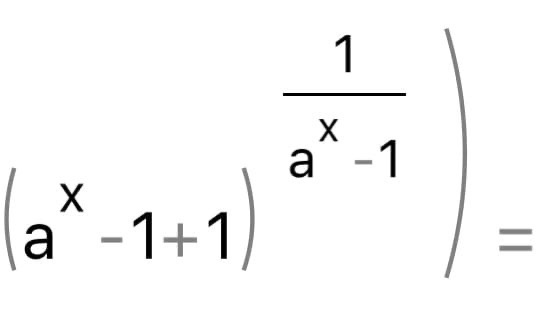 (a^x -1+1)^(1/(a^x -1)) ) =